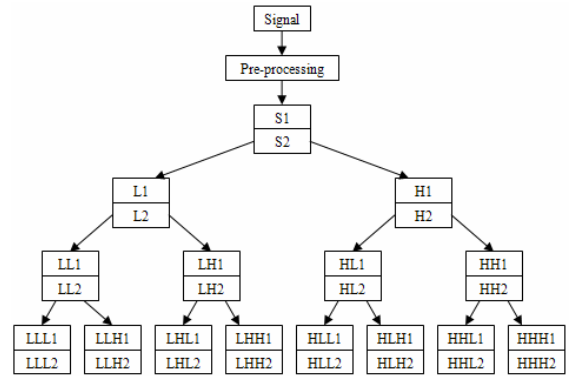 Signal
Pre-processing
S1
S2
L1
L2
H1
H2
LL1
LL2
LH1
LH2
HL1
HL2
HH1
HH2
LLL1
LLL2
LLH1
LLH2
LHL1
LHL2
LHH1
LHH2
HLL1
HLL2
HLH1
HLH2
HHL1
HHL2
HHH1
HHH2